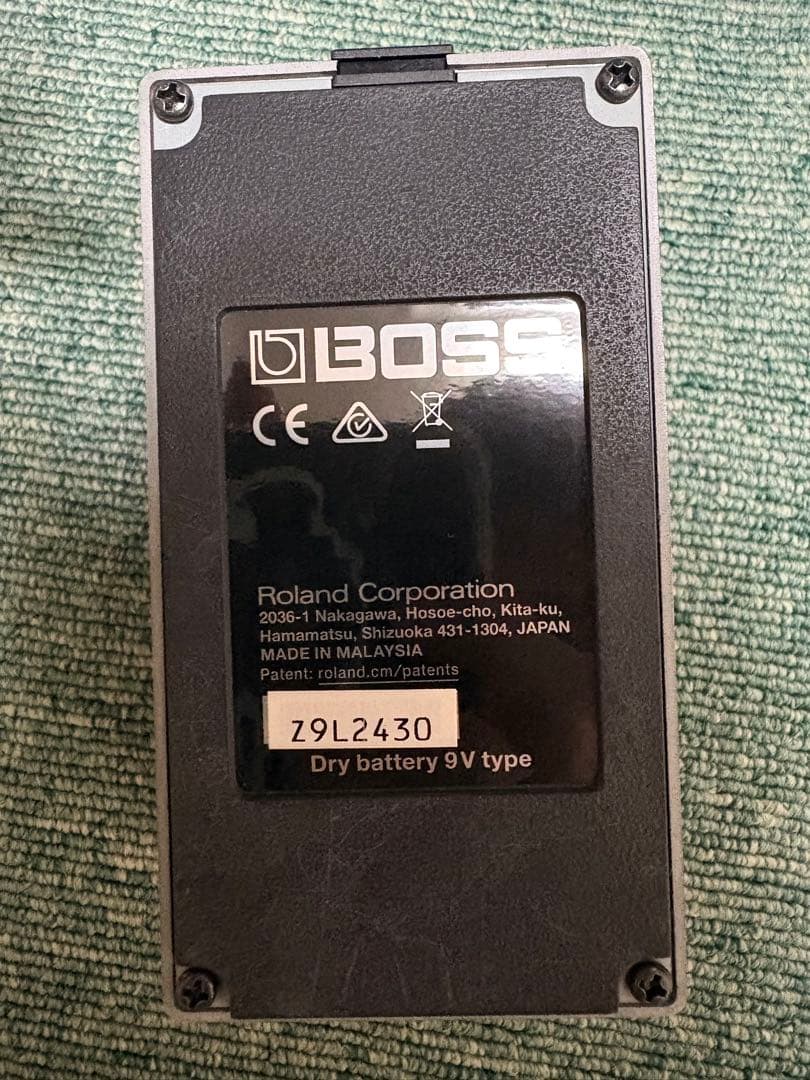 BOSS
CE
Roland Corporation
2036-1 Nakagawa, Hosoe-cho, Kita-ku,
Hamamatsu, Shizuoka 431-1304, JAPAN
MADE IN MALAYSIA
Patent: roland.cm/patents
Z9L2430
Dry battery 9V type